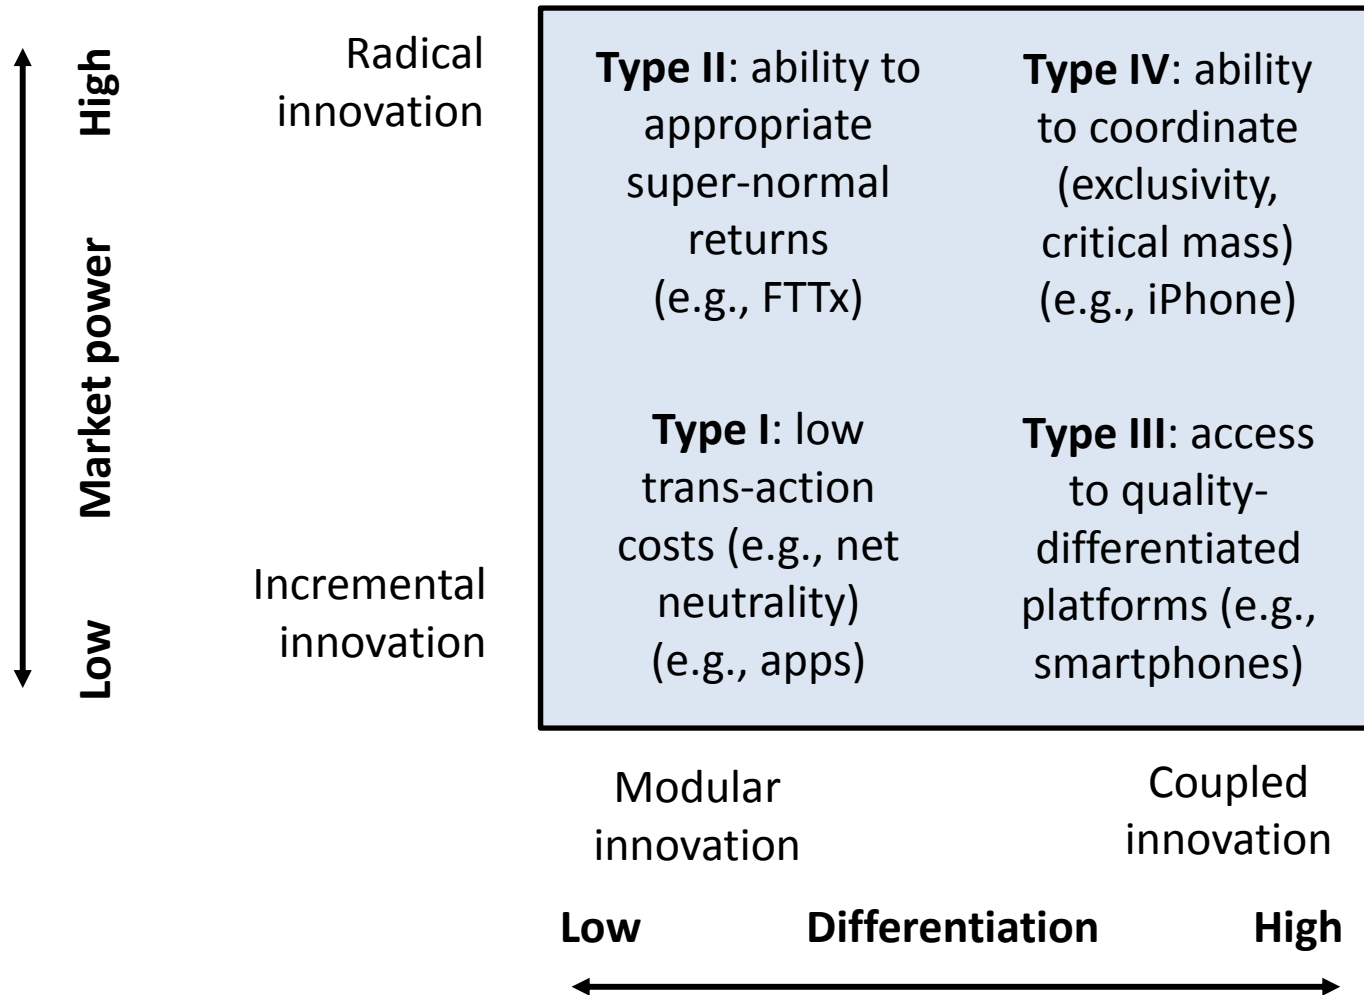 High
Market power
Low
Radical
innovation
Incremental
innovation
Type II: ability to
appropriate
super-normal
returns
(e.g., FTTx)
Type IV: ability
to coordinate
(exclusivity,
critical mass)
(e.g., iPhone)
Type I: low
trans-action
costs (e.g., net
neutrality)
(e.g., apps)
Type III: access
to quality-
differentiated
platforms (e.g.,
smartphones)
Modular
innovation
Coupled
innovation
Low Differentiation High